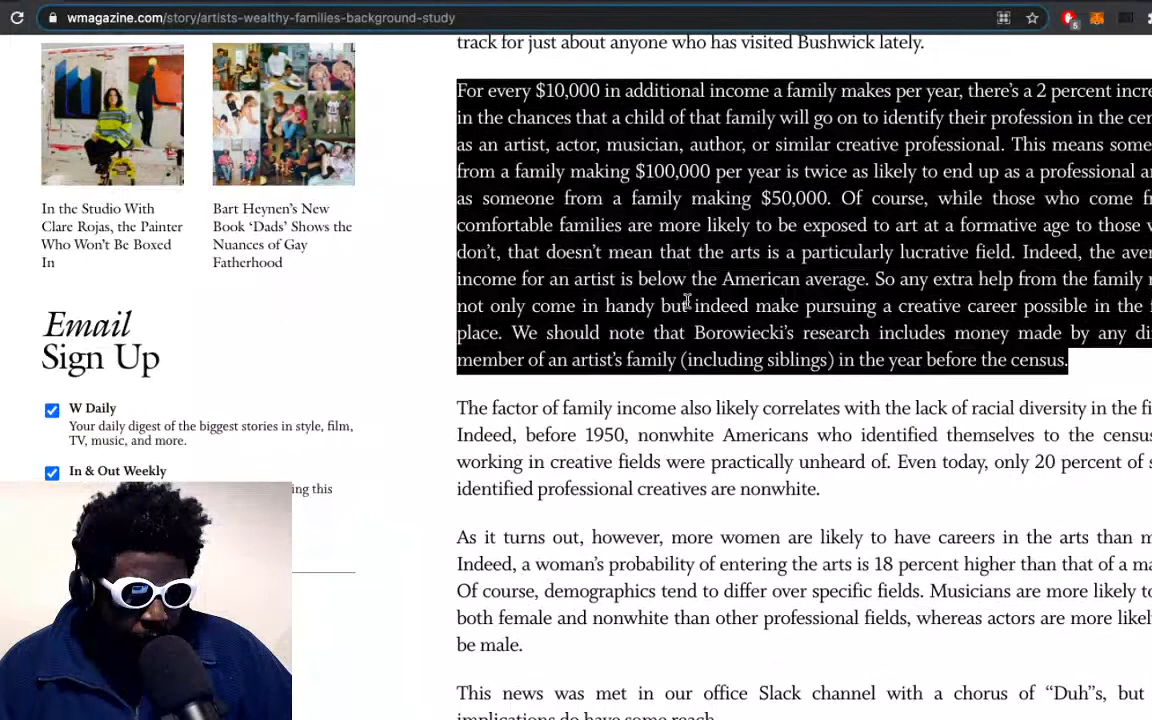 wmagazine.com/story/artists-wealthy-families-background-study
5
In the Studio With
Clare Rojas, the Painter
Who Won't Be Boxed
In
Bart Heynen's New
Book 'Dads' Shows the
Nuances of Gay
Fatherhood
Email
Sign Up
W Daily
Your daily digest of the biggest stories in style, film,
TV, music, and more.
In & Out Weekly
this
track for just about anyone who has visited Bushwick lately.
For every $10,000 in additional income a family makes per year, there's a 2 percent
in the chances that a child of that family will go on to identify their profession in the
as an artist, actor, musician, author, or similar creative professional. This means
from a family making $100,000 per year is twice as likely to end up as a professional
as someone from a family making $50,000. Of course, while those who come
comfortable families are more likely to be exposed to art at a formative age to those
don't, that doesn't mean that the arts is a particularly lucrative field. Indeed, the
income for an artist is below the American average. So any extra help from the family
not only come in handy but indeed make pursuing a creative career possible in the
place. We should note that Borowiecki's research includes money made by any
member of an artist's family (including siblings) in the year before the census.
The factor of family income also likely correlates with the lack of racial diversity in the
Indeed, before 1950, nonwhite Americans who identified themselves to the
working in creative fields were practically unheard of. Even today, only 20 percent of
identified professional creatives are nonwhite.
As it turns out, however, more women are likely to have careers in the arts than
Indeed, a woman's probability of entering the arts is 18 percent higher than that of a
Of course, demographics tend to differ over specific fields. Musicians are more likely
both female and nonwhite than other professional fields, whereas actors are more
be male.
This news was met in our office Slack channel with a chorus of "Duh"s, but
implications do have some reach.